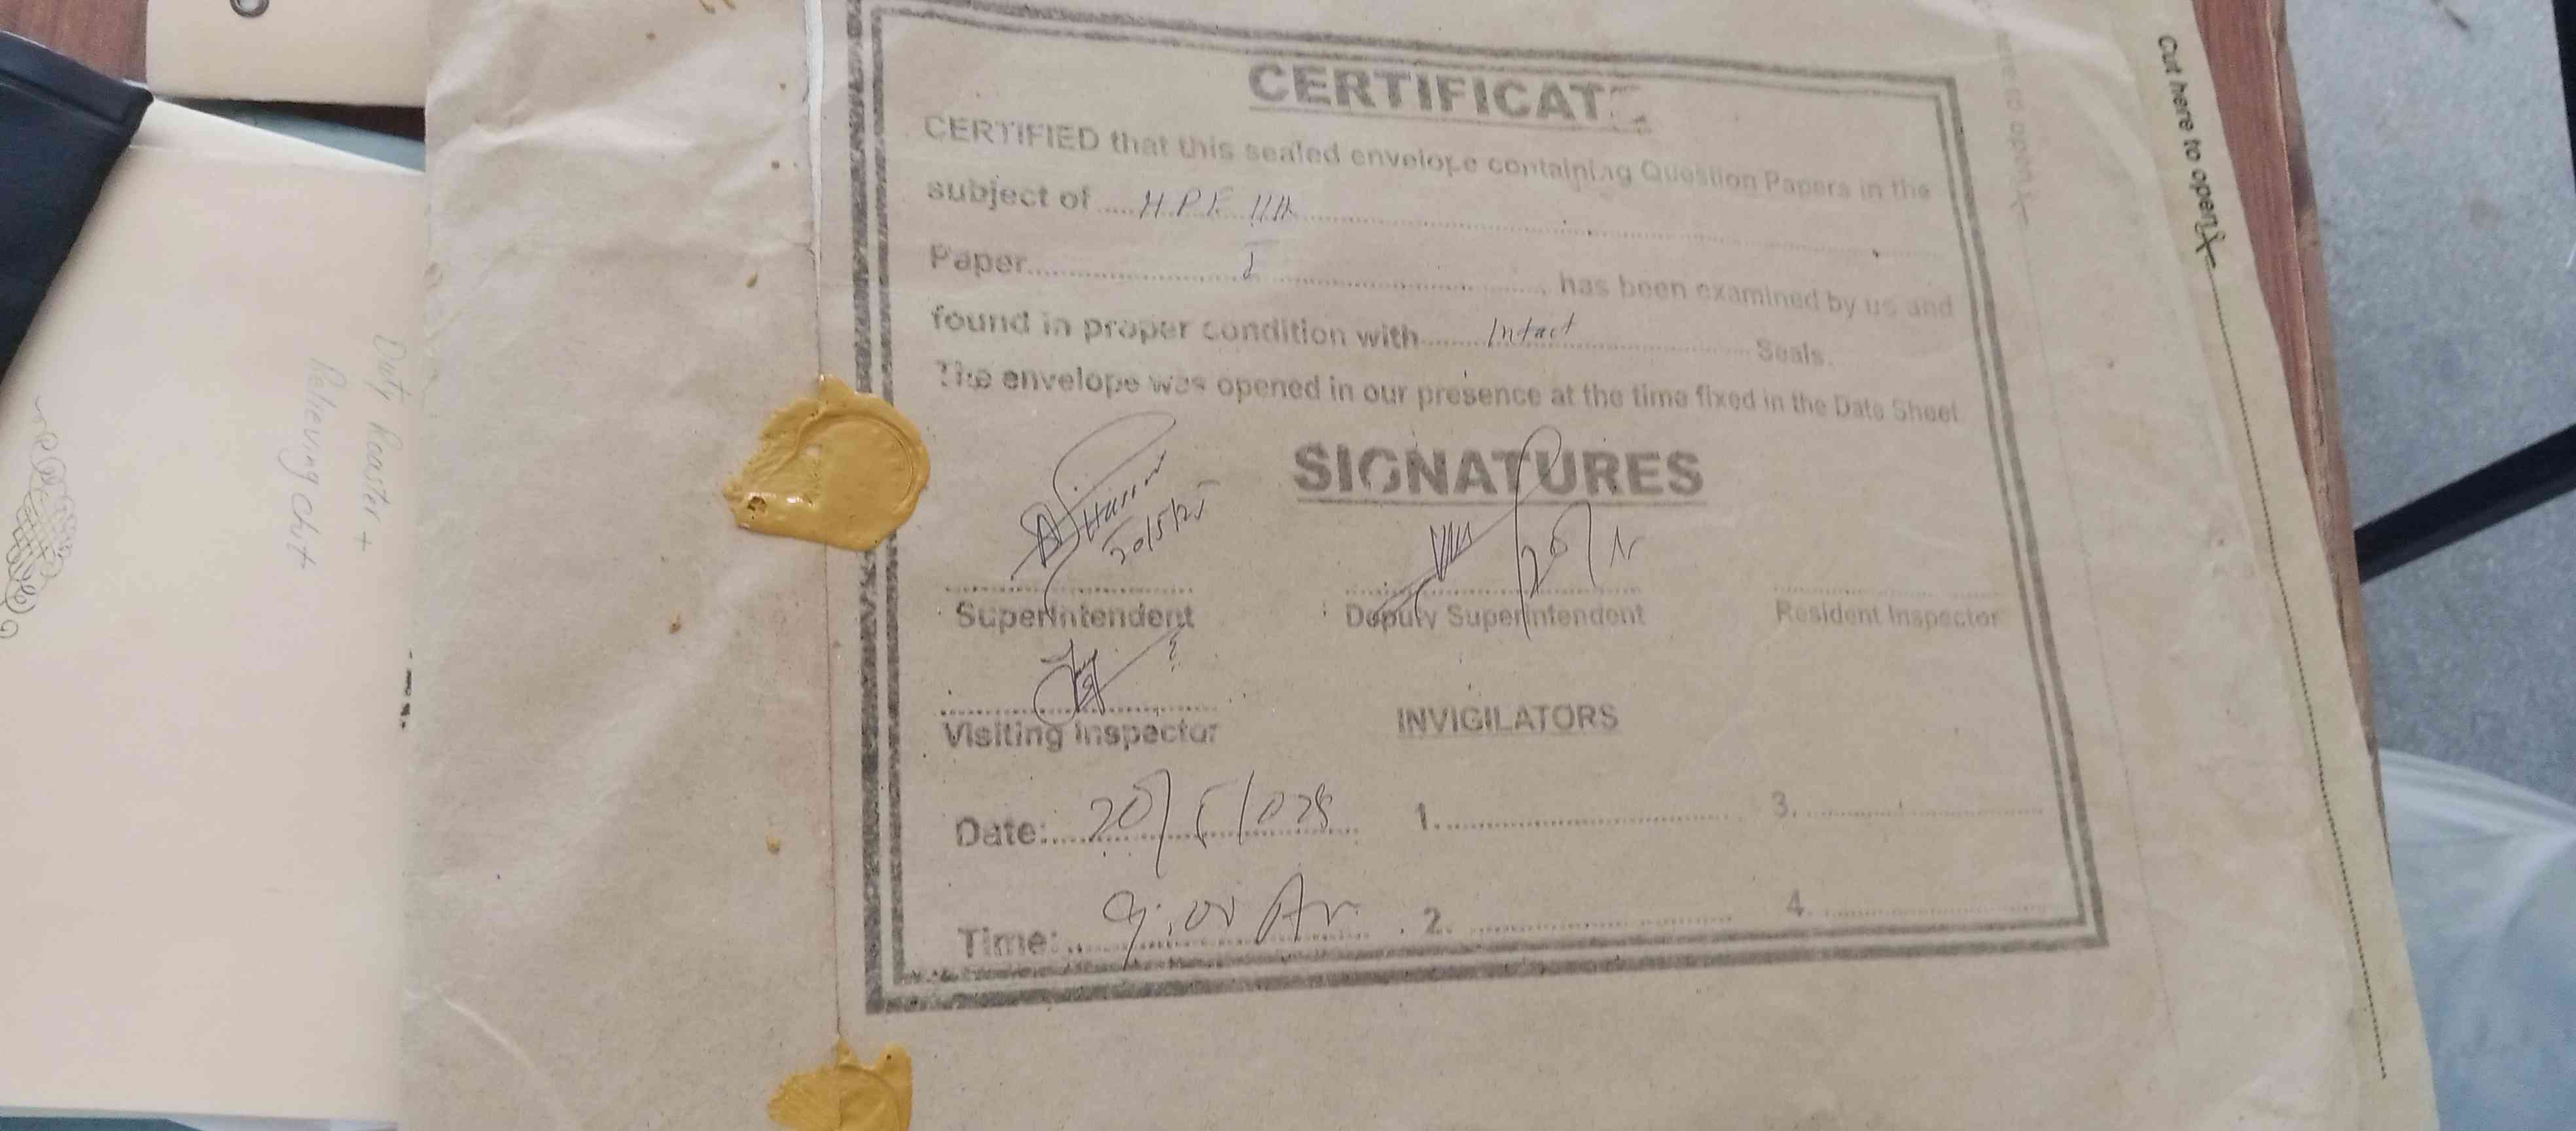 CERTIFICATE
CERTIFIED that this sealed envelope containing Question Papers in the
subject of H.P.E 11th
Paper I has been examined by us and
found in proper condition with Intact Seals.
The envelope was opened in our presence at the time fixed in the Date Sheet
SIGNATURES
20/5/25
Superintendent Deputy Superintendent Resident Inspector
Visiting Inspector INVIGILATORS
Date: 20/5/025 1. 3.
Time: 9:00 Am 2. 4.
Cut here to open
Duty Roaster +
Relieving chit